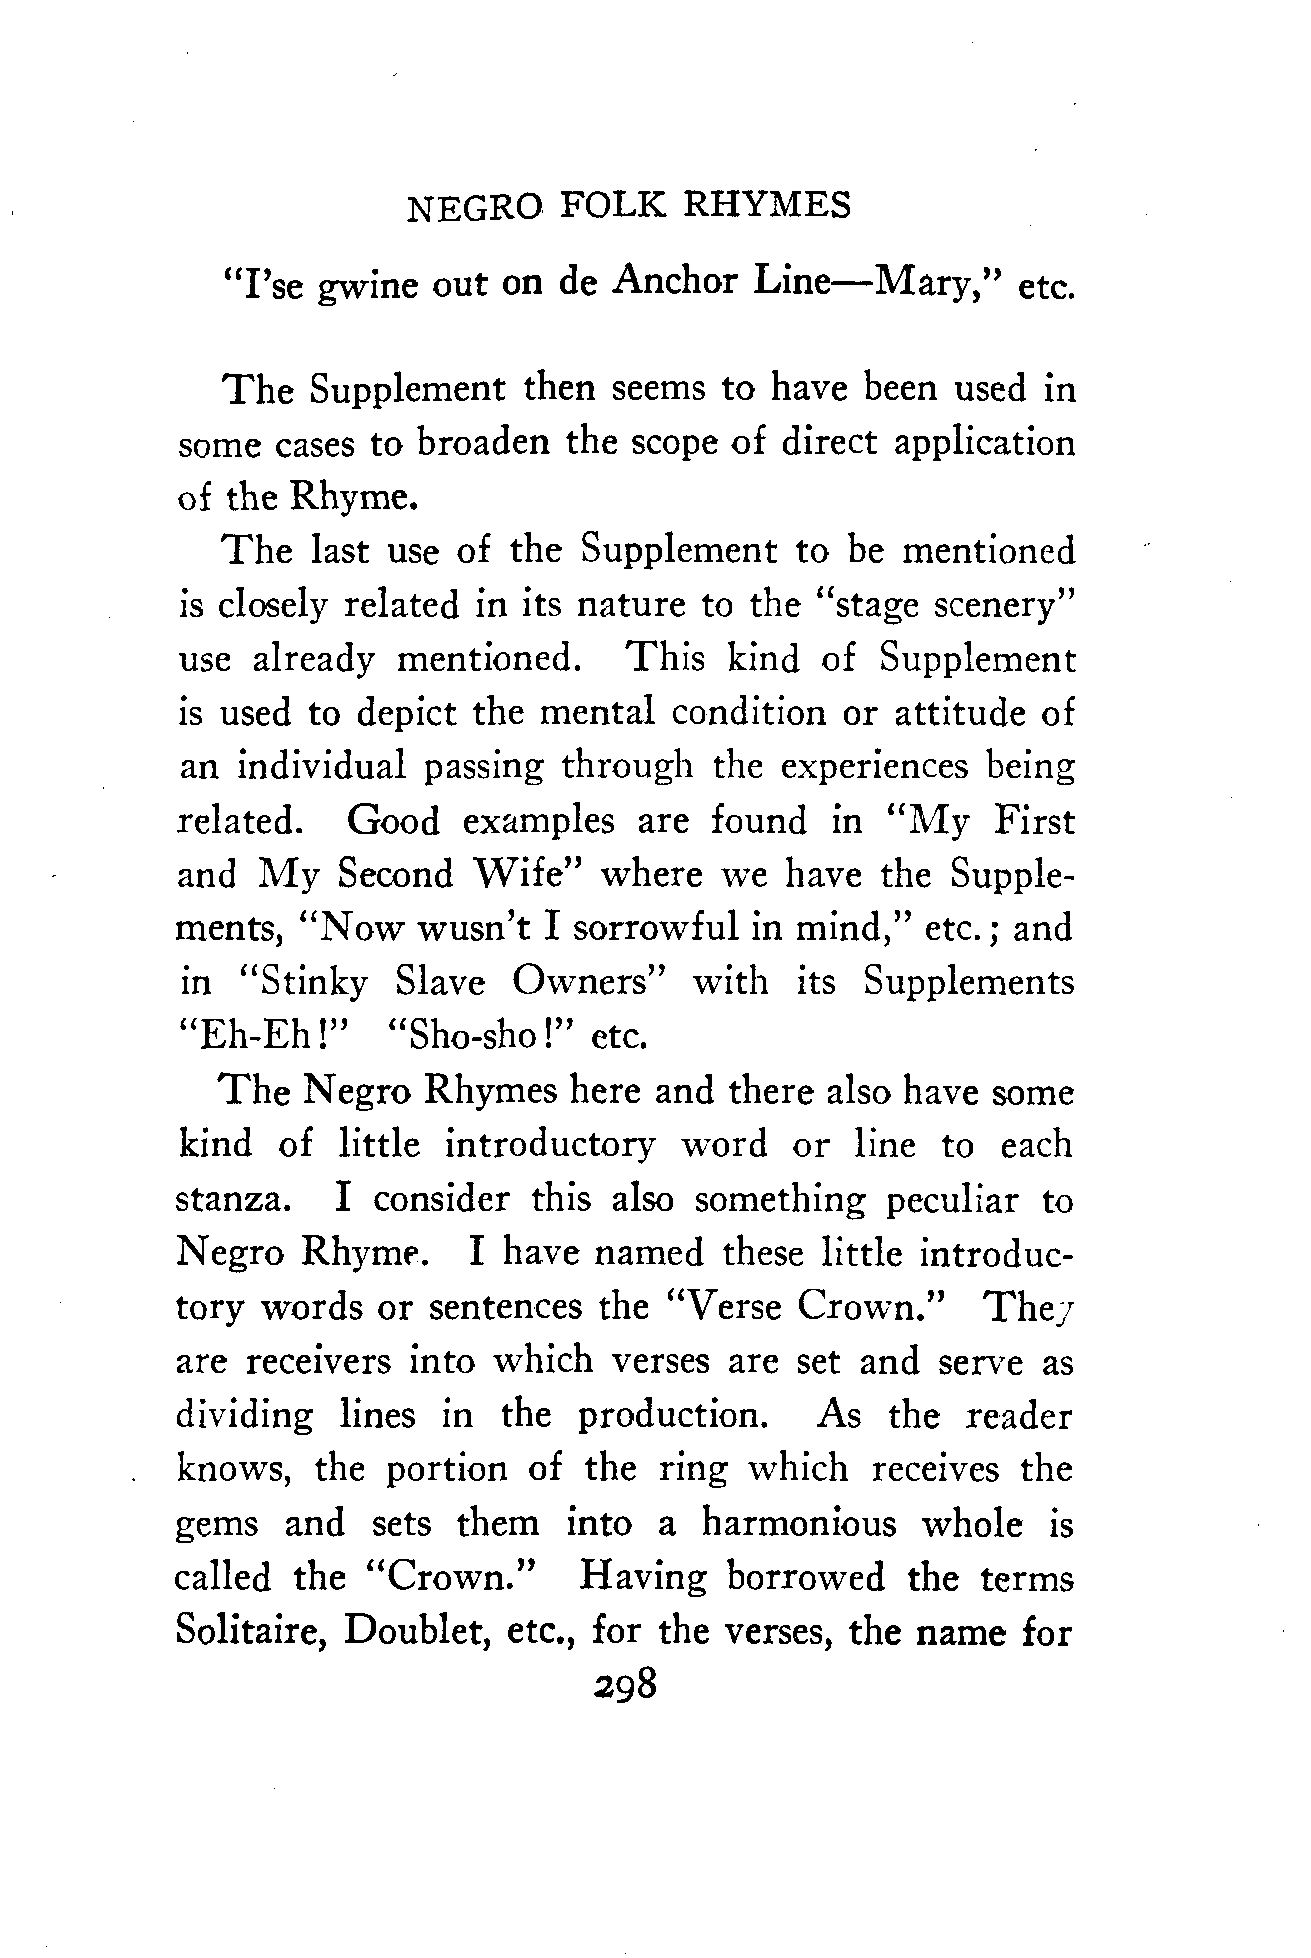 NEGRO FOLK RHYMES
"I'se gwine out on de Anchor Line—Mary," etc.
The Supplement then seems to have been used in
some cases to broaden the scope of direct application
of the Rhyme.
The last use of the Supplement to be mentioned
is closely related in its nature to the "stage scenery"
use already mentioned. This kind of Supplement
is used to depict the mental condition or attitude of
an individual passing through the experiences being
related. Good examples are found in "My First
and My Second Wife" where we have the Supple-
ments, "Now wusn't I sorrowful in mind," etc.; and
in "Stinky Slave Owners" with its Supplements
"Eh-Eh!" "Sho-sho!" etc.
The Negro Rhymes here and there also have some
kind of little introductory word or line to each
stanza. I consider this also something peculiar to
Negro Rhyme. I have named these little introduc-
tory words or sentences the "Verse Crown." They
are receivers into which verses are set and serve as
dividing lines in the production. As the reader
knows, the portion of the ring which receives the
gems and sets them into a harmonious whole is
called the "Crown." Having borrowed the terms
Solitaire, Doublet, etc., for the verses, the name for
298